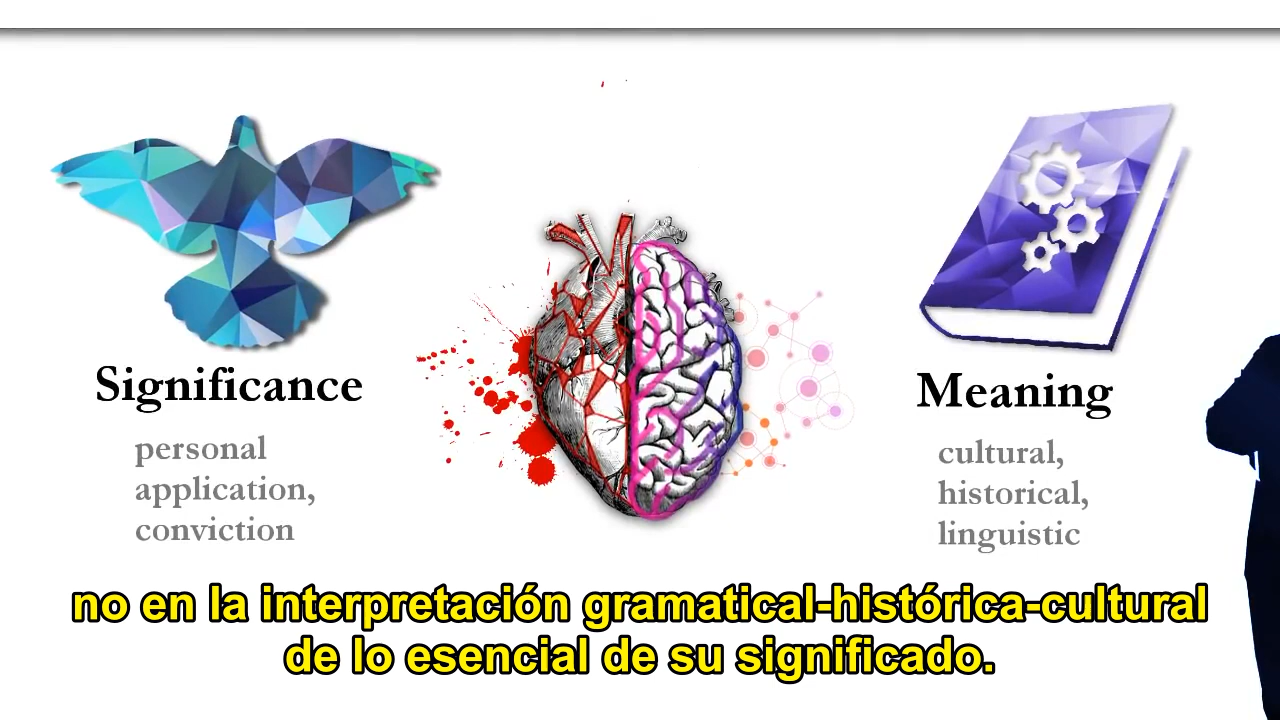 Significance
personal
application,
conviction
Meaning
cultural,
historical,
linguistic
no en la interpretación gramatical-histórica-cultural
de lo esencial de su significado.